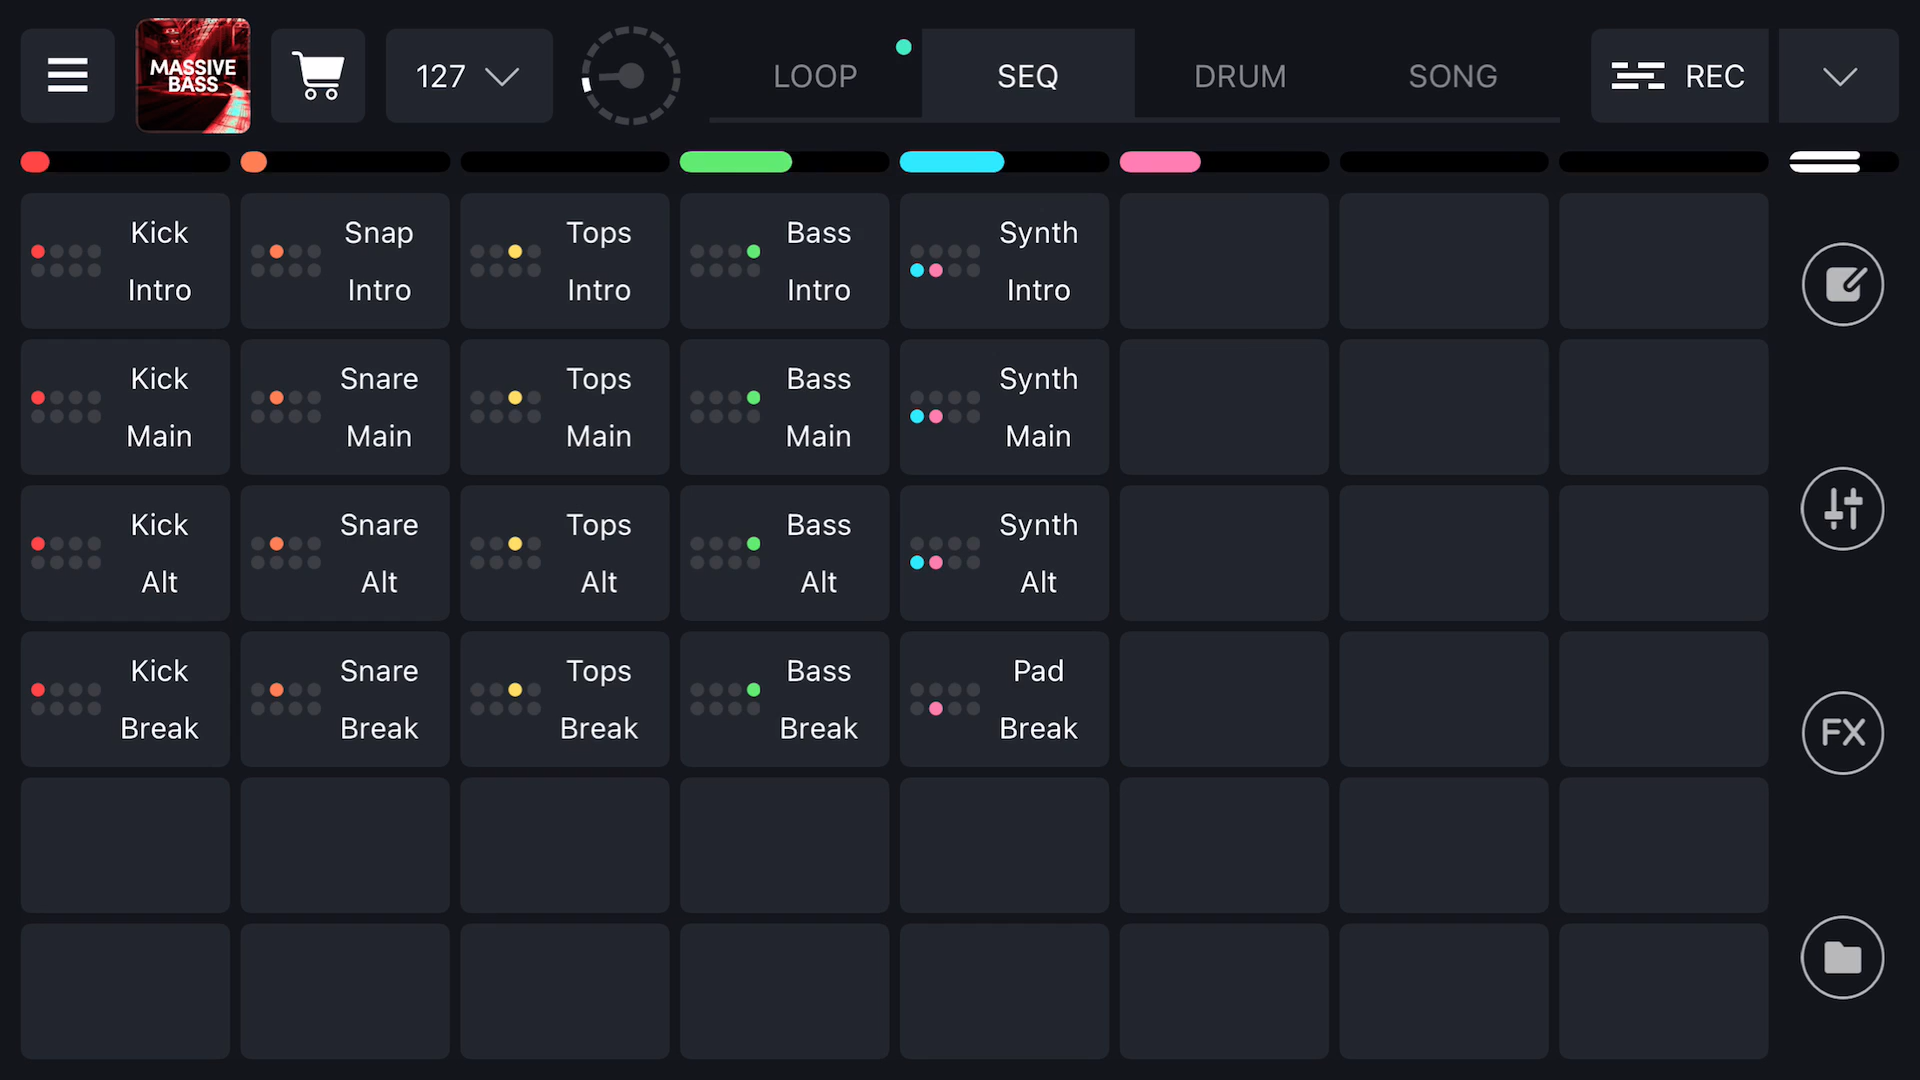 MASSIVE
BASS
127
LOOP
SEQ
DRUM
SONG
REC
Kick
Intro
Snap
Intro
Tops
Intro
Bass
Intro
Synth
Intro
Kick
Main
Snare
Main
Tops
Main
Bass
Main
Synth
Main
Kick
Alt
Snare
Alt
Tops
Alt
Bass
Alt
Synth
Alt
Kick
Break
Snare
Break
Tops
Break
Bass
Break
Pad
Break
FX